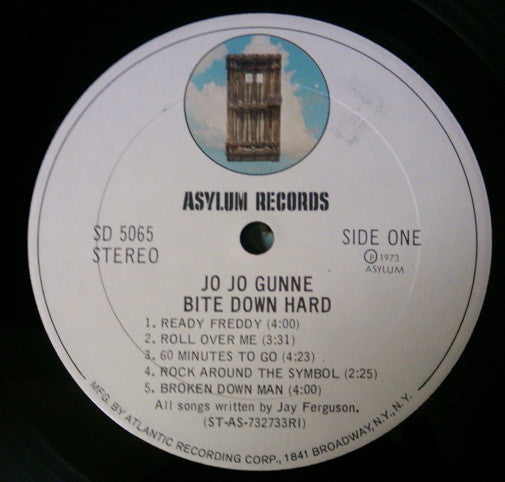 ASYLUM RECORDS
SD 5065
STEREO
SIDE ONE
Ⓟ1973
ASYLUM
JO JO GUNNE
BITE DOWN HARD
1. READY FREDDY (4:00)
2. ROLL OVER ME (3:31)
3. 60 MINUTES TO GO (4:23)
4. ROCK AROUND THE SYMBOL (2:25)
5. BROKEN DOWN MAN (4:00)
All songs written by Jay Ferguson.
(ST-AS-732733RI)
MFG. BY ATLANTIC RECORDING CORP., 1841 BROADWAY, N.Y., N.Y.